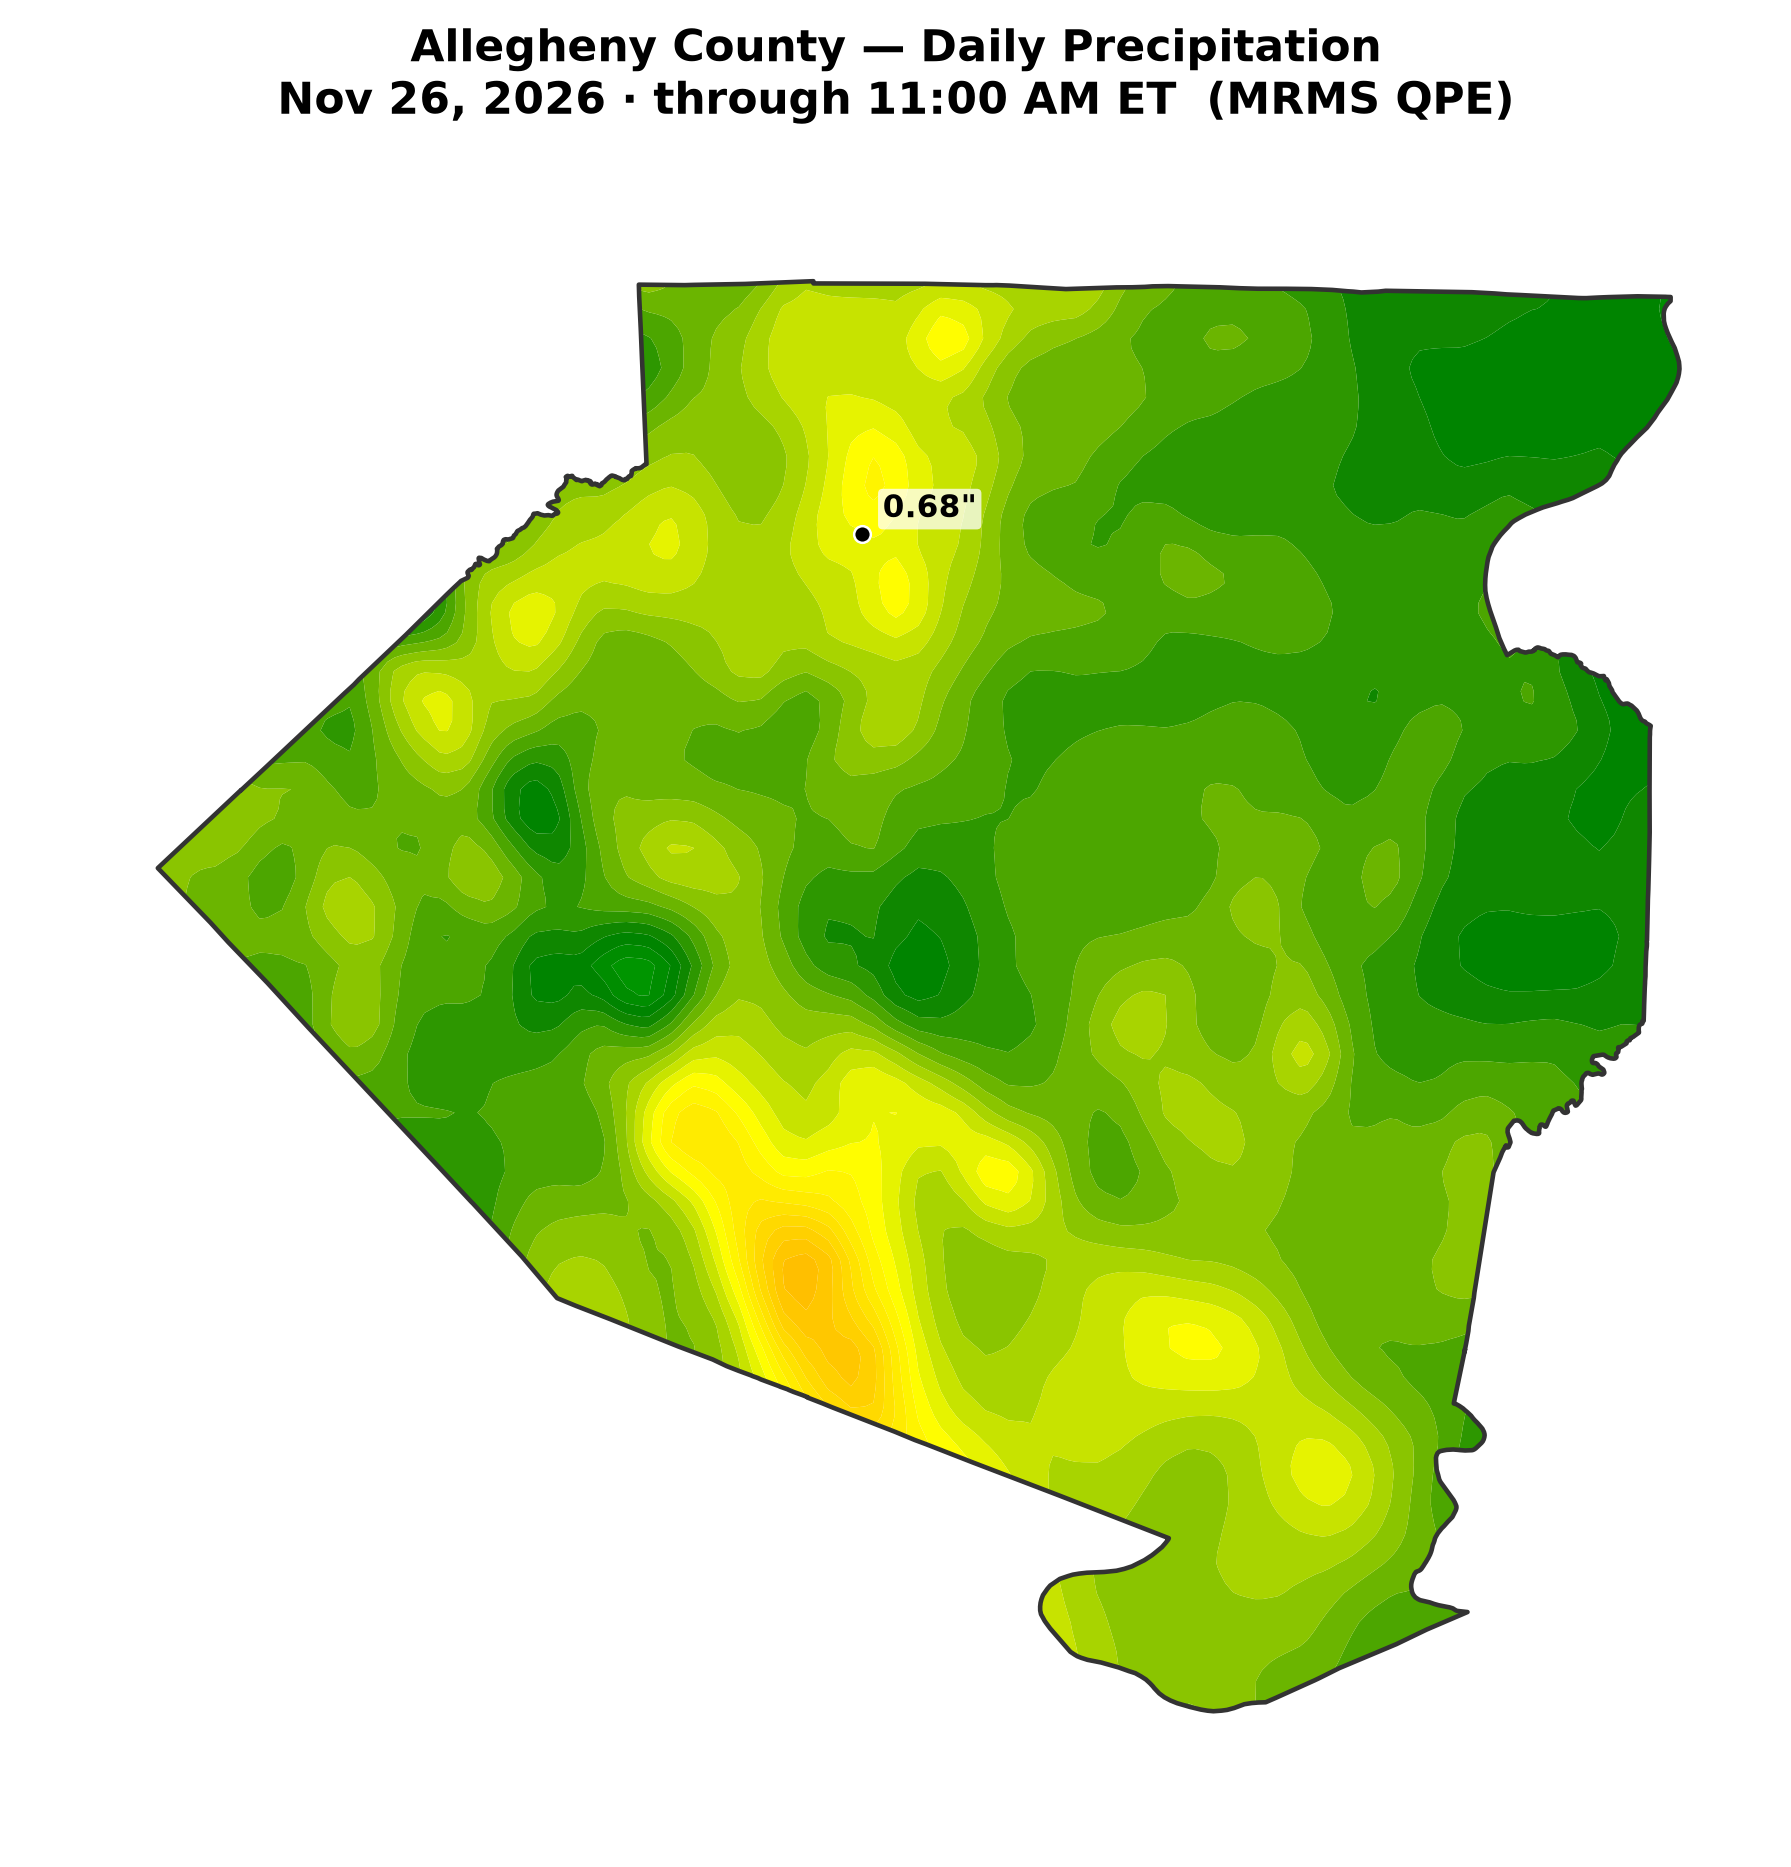 Allegheny County — Daily Precipitation
Nov 26, 2026 · through 11:00 AM ET (MRMS QPE)
0.68"